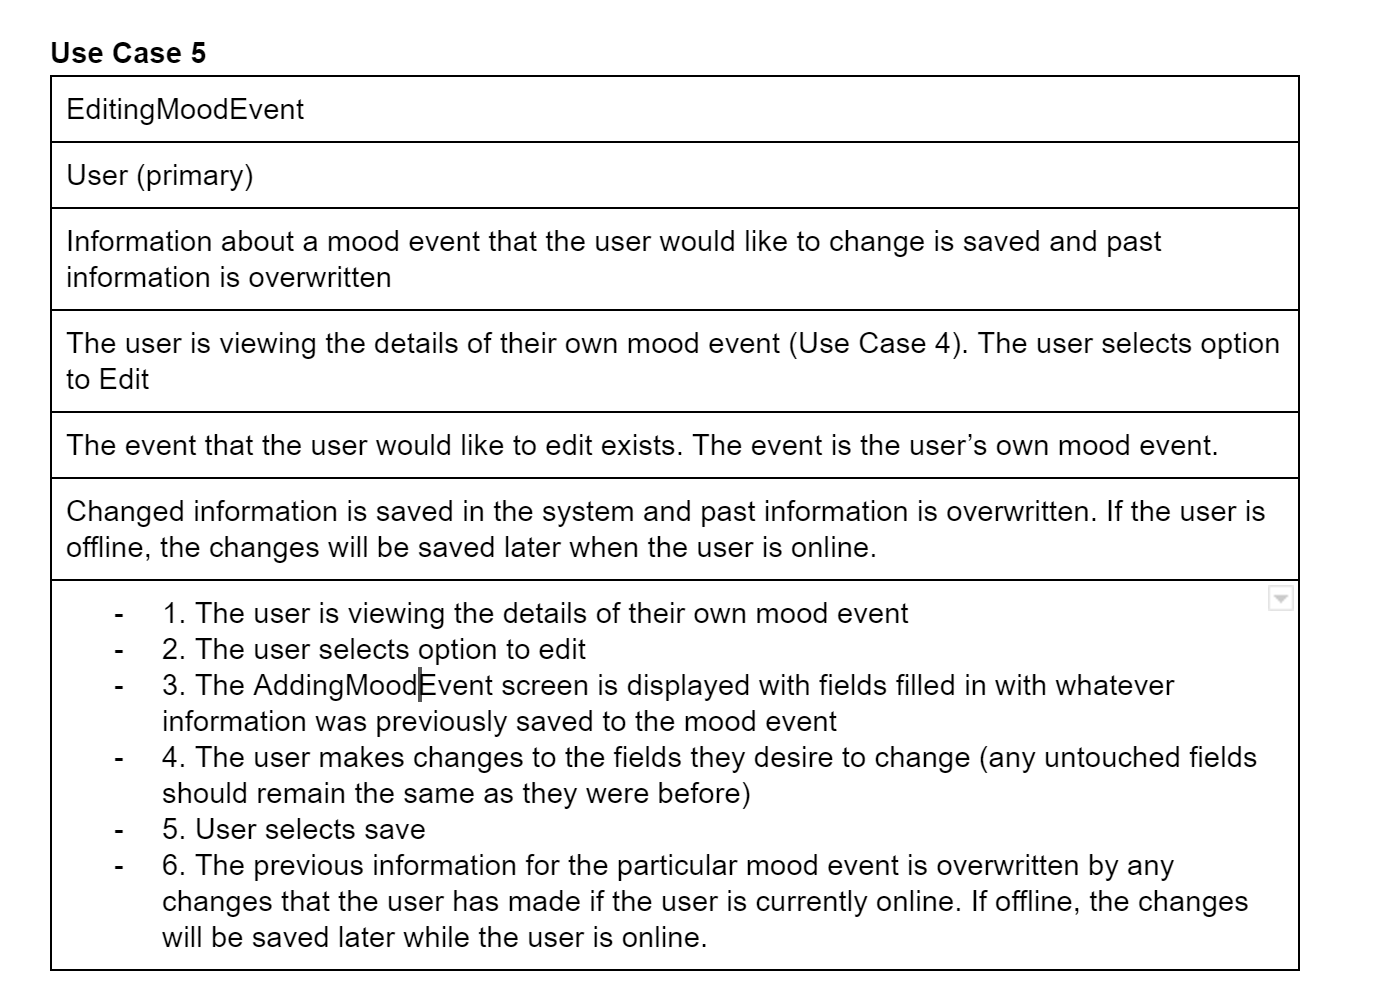 Use Case 5
EditingMoodEvent
User (primary)
Information about a mood event that the user would like to change is saved and past
information is overwritten
The user is viewing the details of their own mood event (Use Case 4). The user selects option
to Edit
The event that the user would like to edit exists. The event is the user’s own mood event.
Changed information is saved in the system and past information is overwritten. If the user is
offline, the changes will be saved later when the user is online.
- 1. The user is viewing the details of their own mood event
- 2. The user selects option to edit
- 3. The AddingMoodEvent screen is displayed with fields filled in with whatever
information was previously saved to the mood event
- 4. The user makes changes to the fields they desire to change (any untouched fields
should remain the same as they were before)
- 5. User selects save
- 6. The previous information for the particular mood event is overwritten by any
changes that the user has made if the user is currently online. If offline, the changes
will be saved later while the user is online.